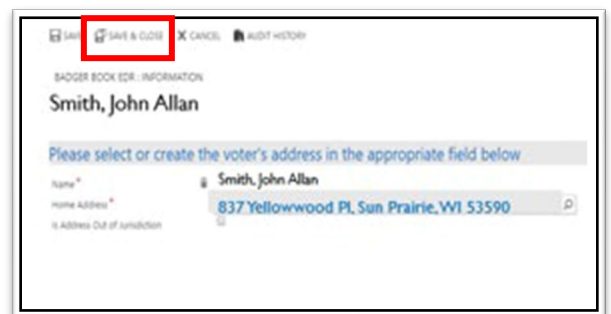 SAVE SAVE & CLOSE X CANCEL AUDIT HISTORY
BADGER BOOK EDR : INFORMATION
Smith, John Allan
Please select or create the voter's address in the appropriate field below
Name * Smith, John Allan
Home Address * 837 Yellowwood Pl, Sun Prairie, WI 53590
Is Address Out of Jurisdiction